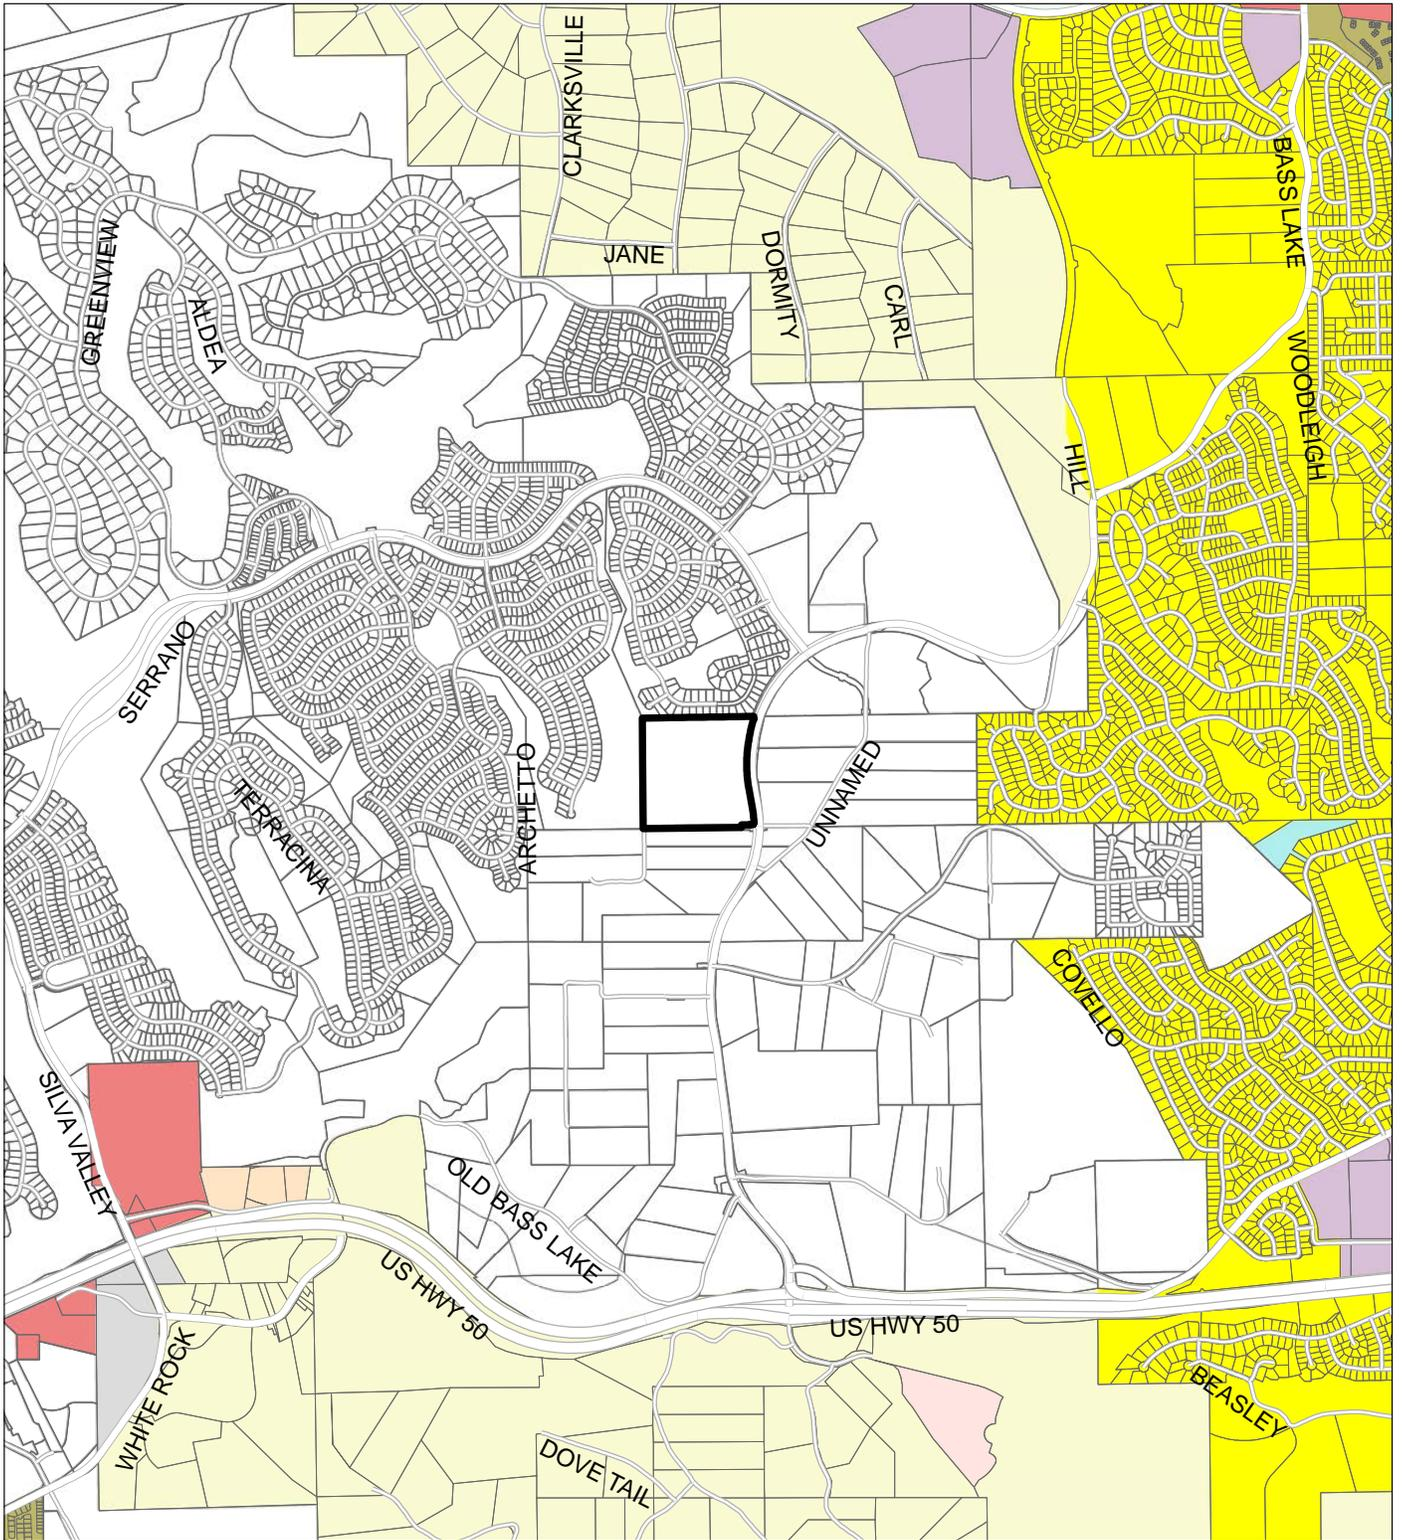 CLARKSVILLE
BASS LAKE
GREENVIEW
JANE
DORMITY
ALDEA
CARL
WOODLEIGH
HILL
SERRANO
ARCHETTO
UNNAMED
TERRACINA
COVELLO
SILVA VALLEY
OLD BASS LAKE
US HWY 50
US HWY 50
WHITE ROCK
BEASLEY
DOVE TAIL